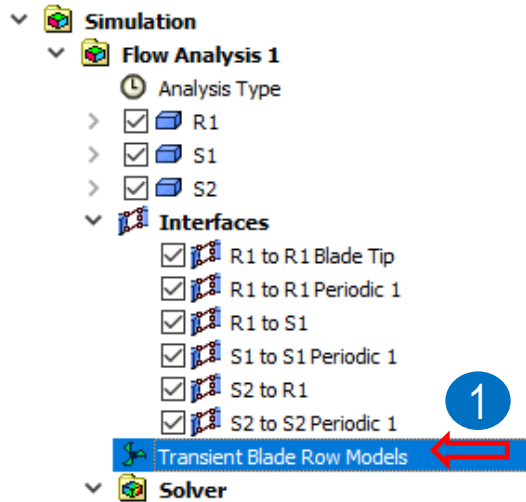 Simulation
Flow Analysis 1
Analysis Type
R1
S1
S2
Interfaces
R1 to R1 Blade Tip
R1 to R1 Periodic 1
R1 to S1
S1 to S1 Periodic 1
S2 to R1
S2 to S2 Periodic 1
1
Transient Blade Row Models
Solver